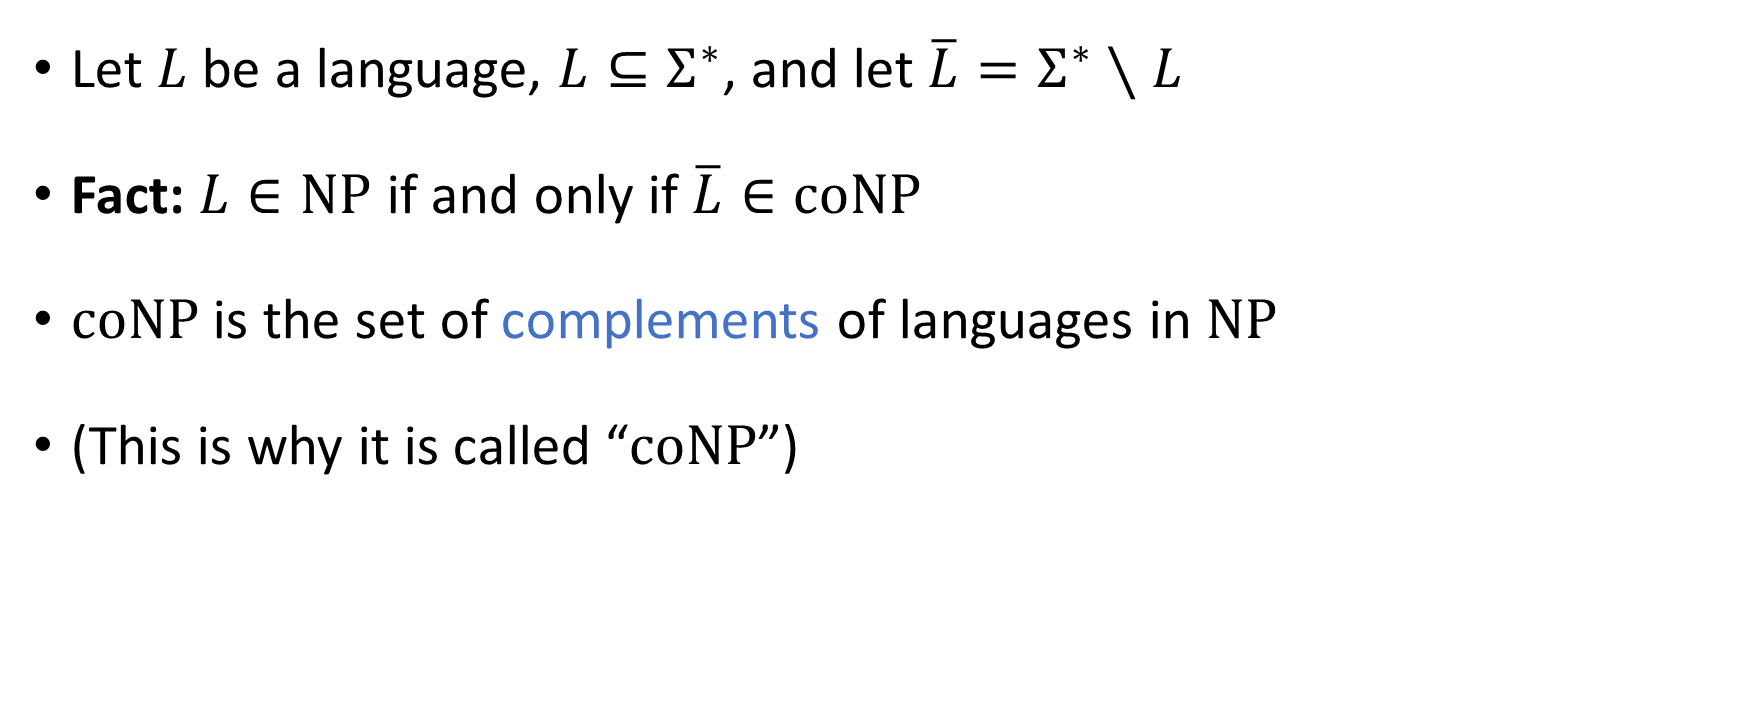 • Let 𝐿 be a language, 𝐿 ⊆ Σ*, and let L̅ = Σ* \ 𝐿
• Fact: 𝐿 ∈ NP if and only if L̅ ∈ coNP
• coNP is the set of complements of languages in NP
• (This is why it is called “coNP”)